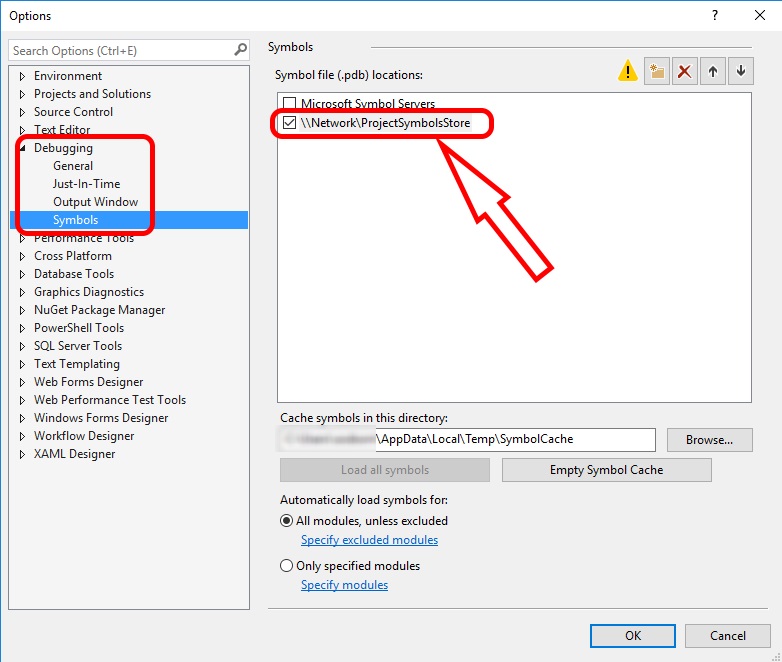 Options
?
Search Options (Ctrl+E)
Environment
Projects and Solutions
Source Control
Text Editor
Debugging
General
Just-In-Time
Output Window
Symbols
Performance Tools
Cross Platform
Database Tools
Graphics Diagnostics
NuGet Package Manager
PowerShell Tools
SQL Server Tools
Text Templating
Web Forms Designer
Web Performance Test Tools
Windows Forms Designer
Workflow Designer
XAML Designer
Symbols
Symbol file (.pdb) locations:
Microsoft Symbol Servers
\\Network\ProjectSymbolsStore
Cache symbols in this directory:
\AppData\Local\Temp\SymbolCache
Browse...
Load all symbols
Empty Symbol Cache
Automatically load symbols for:
All modules, unless excluded
Specify excluded modules
Only specified modules
Specify modules
OK
Cancel